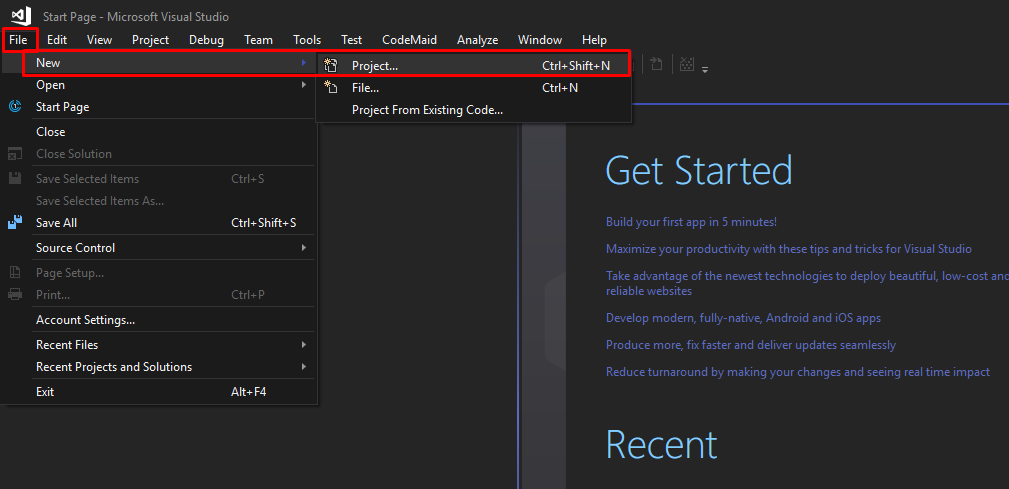 Start Page - Microsoft Visual Studio
File Edit View Project Debug Team Tools Test CodeMaid Analyze Window Help
New
Project... Ctrl+Shift+N
Open
File... Ctrl+N
Start Page
Project From Existing Code...
Close
Close Solution
Save Selected Items Ctrl+S
Save Selected Items As...
Save All Ctrl+Shift+S
Source Control
Page Setup...
Print... Ctrl+P
Account Settings...
Recent Files
Recent Projects and Solutions
Exit Alt+F4
Get Started
Build your first app in 5 minutes!
Maximize your productivity with these tips and tricks for Visual Studio
Take advantage of the newest technologies to deploy beautiful, low-cost and
reliable websites
Develop modern, fully-native, Android and iOS apps
Produce more, fix faster and deliver updates seamlessly
Reduce turnaround by making your changes and seeing real time impact
Recent